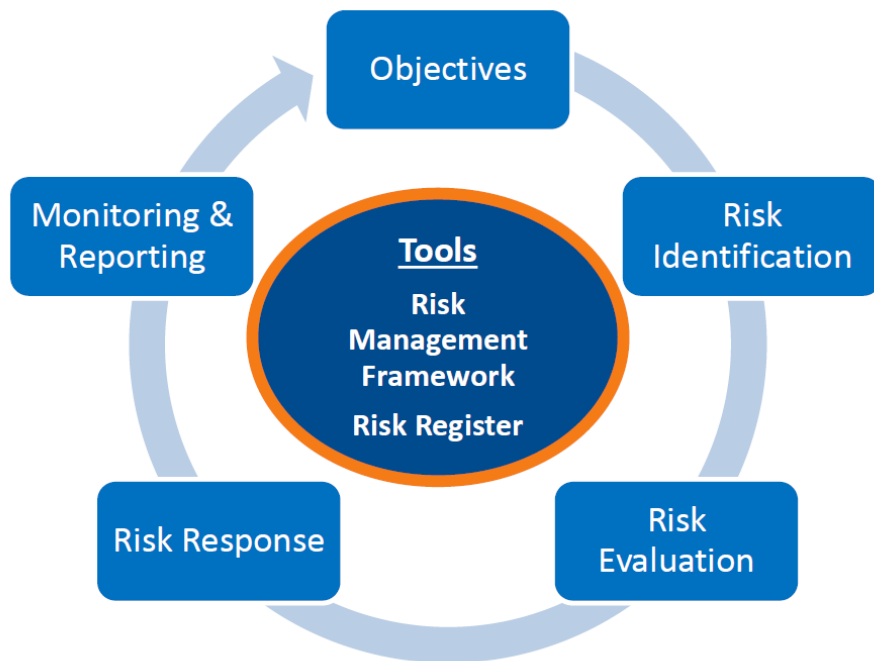 Objectives
Risk
Identification
Risk
Evaluation
Risk Response
Monitoring &
Reporting
Tools
Risk
Management
Framework
Risk Register